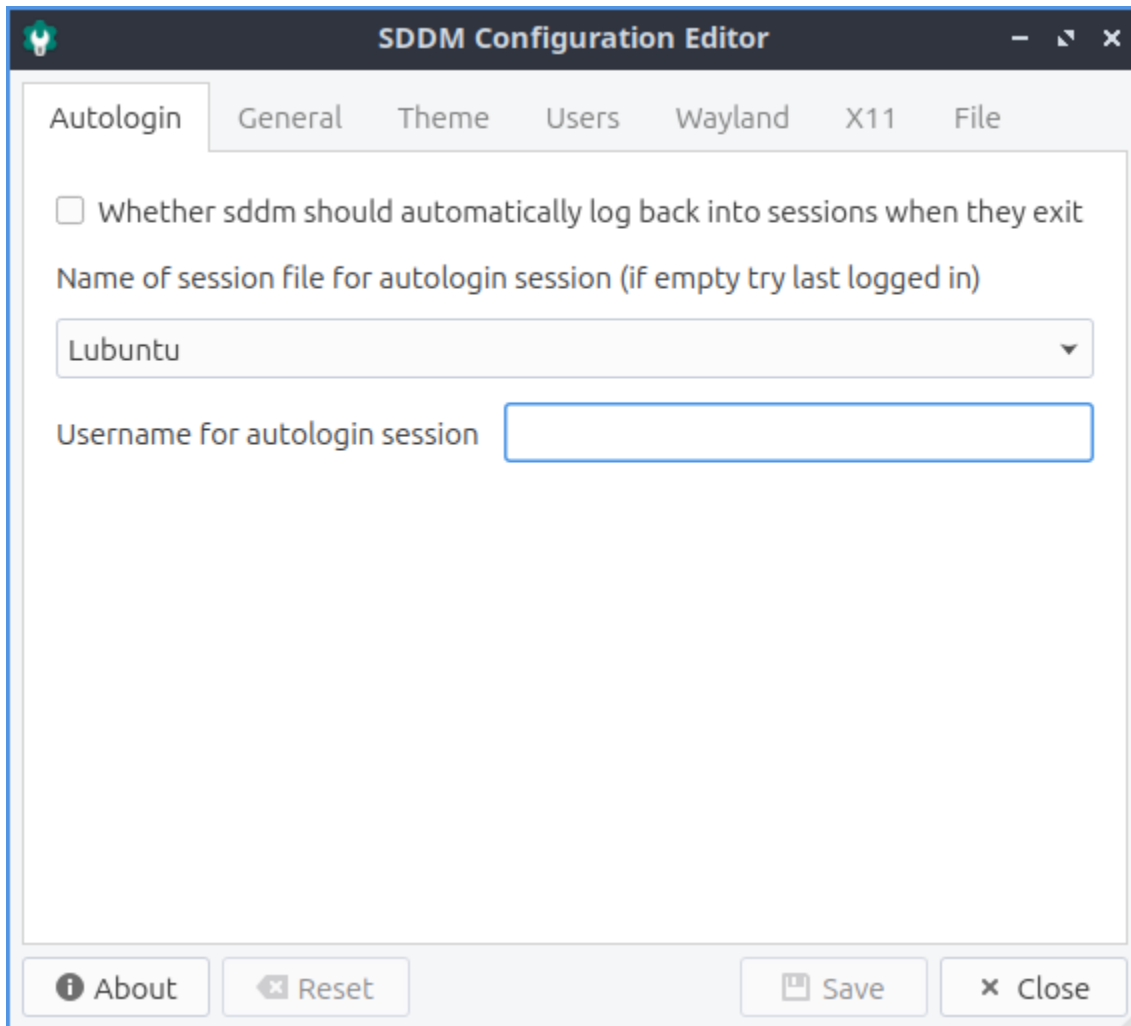 SDDM Configuration Editor
Autologin General Theme Users Wayland X11 File
Whether sddm should automatically log back into sessions when they exit
Name of session file for autologin session (if empty try last logged in)
Lubuntu
Username for autologin session
About Reset Save Close